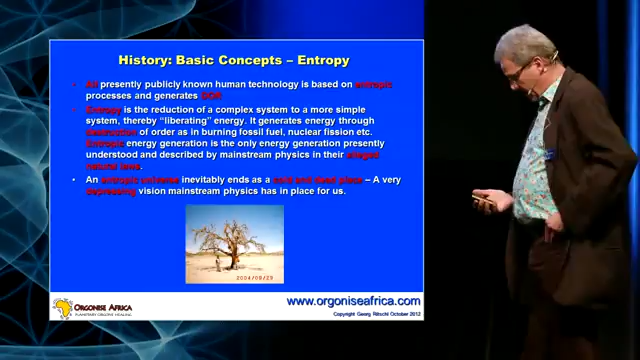 History: Basic Concepts – Entropy
• All presently publicly known human technology is based on entropic
processes and generates DOR
• Entropy is the reduction of a complex system to a more simple
system, thereby "liberating" energy. It generates energy through
destruction of order as in burning fossil fuel, nuclear fission etc.
Entropic energy generation is the only energy generation presently
understood and described by mainstream physics in their alleged
natural laws.
• An entropic universe inevitably ends as a cold and dead place – A very
depressing vision mainstream physics has in place for us.
2004/08/29
ORGONISE AFRICA
PLANETARY ORGONE HEALING
www.orgoniseafrica.com
Copyright Georg Ritschl October 2012